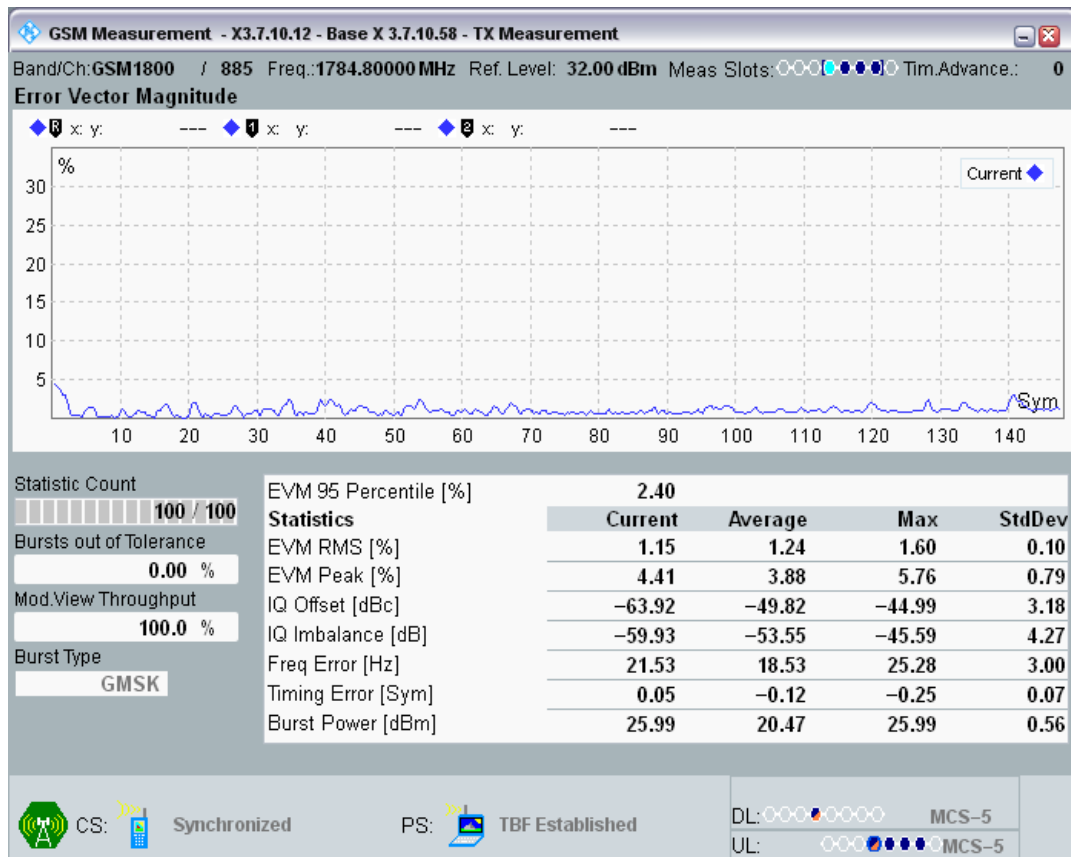 GSM Measurement - X3.7.10.12 - Base X 3.7.10.58 - TX Measurement
Band/Ch:GSM1800 / 885 Freq.:1784.80000 MHz Ref. Level: 32.00 dBm Meas Slots: Tim.Advance.: 0
Error Vector Magnitude
R x: y: --- 1 x: y: --- 2 x: y: ---
%
Current
30
25
20
15
10
5
Sym
10 20 30 40 50 60 70 80 90 100 110 120 130 140
Statistic Count
100 / 100
Bursts out of Tolerance
0.00 %
Mod.View Throughput
100.0 %
Burst Type
GMSK
EVM 95 Percentile [%] 2.40
Statistics Current Average Max StdDev
EVM RMS [%] 1.15 1.24 1.60 0.10
EVM Peak [%] 4.41 3.88 5.76 0.79
IQ Offset [dBc] −63.92 −49.82 −44.99 3.18
IQ Imbalance [dB] −59.93 −53.55 −45.59 4.27
Freq Error [Hz] 21.53 18.53 25.28 3.00
Timing Error [Sym] 0.05 −0.12 −0.25 0.07
Burst Power [dBm] 25.99 20.47 25.99 0.56
CS: Synchronized PS: TBF Established
DL: MCS−5
UL: MCS−5